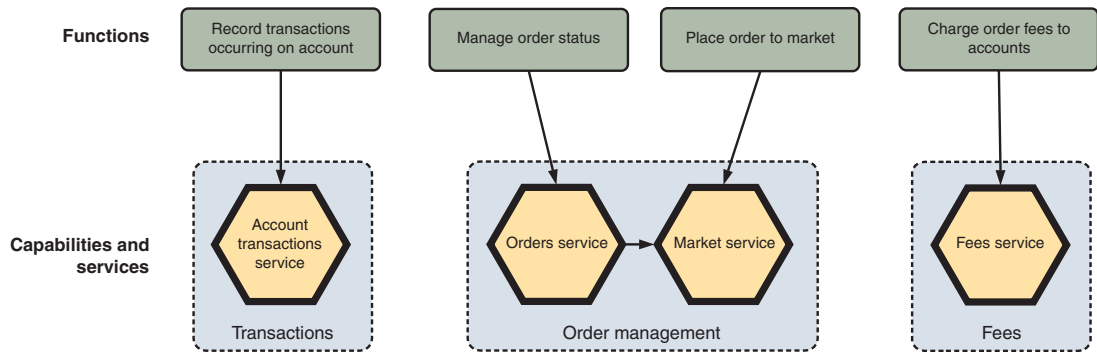 Functions
Record transactions
occurring on account
Manage order status
Place order to market
Charge order fees to
accounts
Capabilities and
services
Account
transactions
service
Orders service
Market service
Fees service
Transactions
Order management
Fees